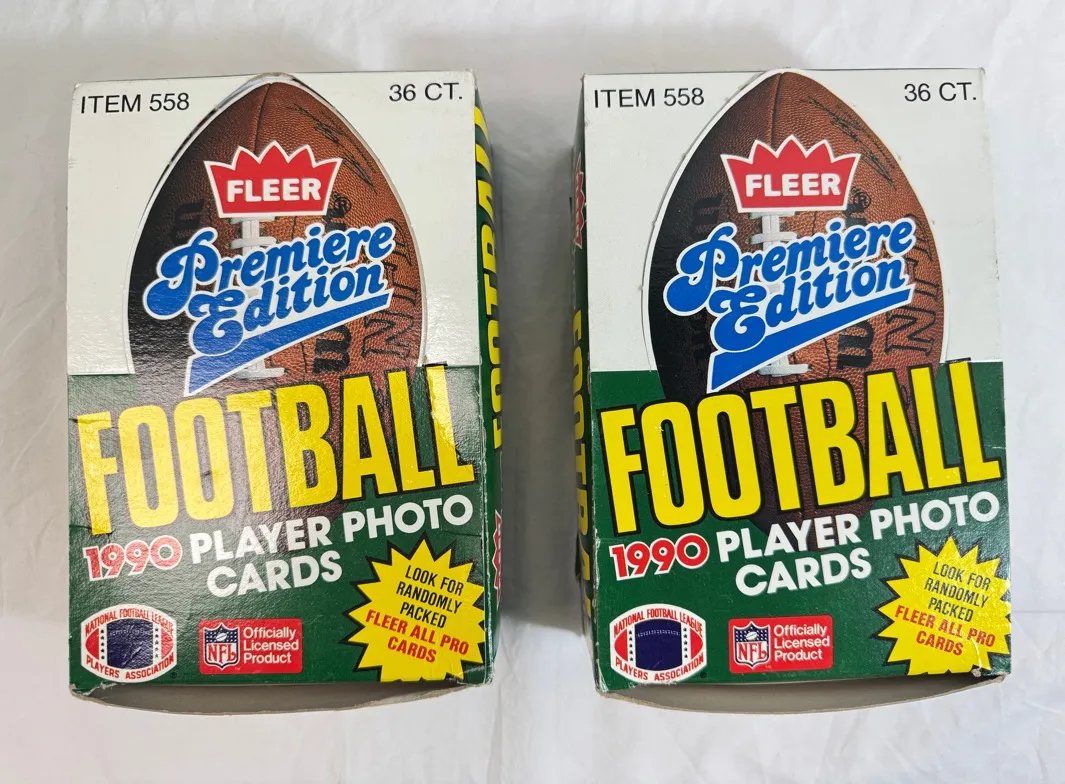 ITEM 558
36 CT.
FLEER
Premiere
Edition
FOOTBALL
1990 PLAYER PHOTO
CARDS
LOOK FOR
RANDOMLY
PACKED
FLEER ALL PRO
CARDS
NATIONAL FOOTBALL LEAGUE
PLAYERS ASSOCIATION
NFL
Officially
Licensed
Product
FOOTBALL
ITEM 558
36 CT.
FLEER
Premiere
Edition
FOOTBALL
1990 PLAYER PHOTO
CARDS
LOOK FOR
RANDOMLY
PACKED
FLEER ALL PRO
CARDS
NATIONAL FOOTBALL LEAGUE
PLAYERS ASSOCIATION
NFL
Officially
Licensed
Product